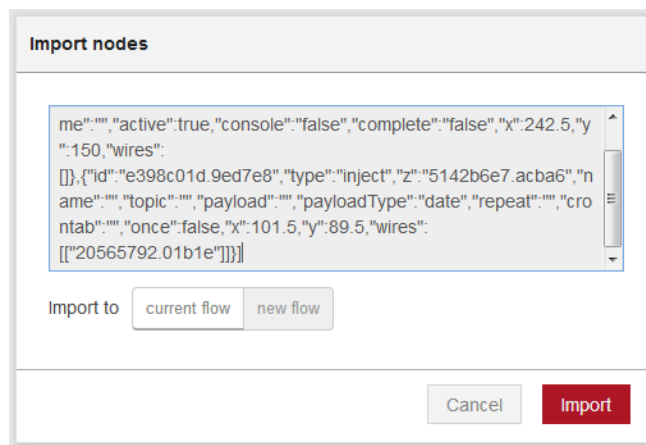 Import nodes
me":"","active":true,"console":"false","complete":"false","x":242.5,"y
":150,"wires":
[]},{"id":"e398c01d.9ed7e8","type":"inject","z":"5142b6e7.acba6","n
ame":"","topic":"","payload":"","payloadType":"date","repeat":"","cro
ntab":"","once":false,"x":101.5,"y":89.5,"wires":
[["20565792.01b1e"]]}]
Import to current flow new flow
Cancel Import